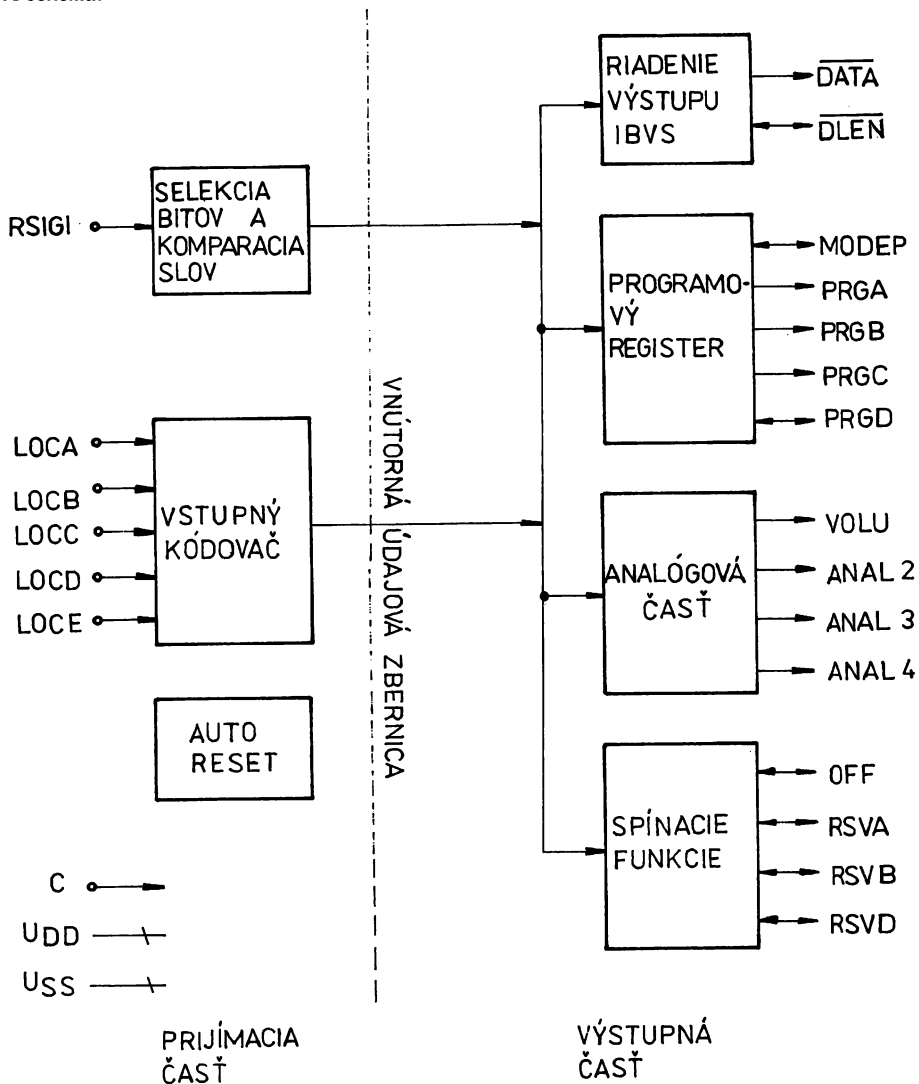 RIADENIE
VÝSTUPU
IBVS
DATA
DLEN
RSIGI
SELEKCIA
BITOV A
KOMPARÁCIA
SLOV
PROGRAMO-
VÝ
REGISTER
MODEP
PRGA
PRGB
PRGC
PRGD
LOCA
LOCB
LOCC
LOCD
LOCE
VSTUPNÝ
KÓDOVAČ
VNÚTORNÁ ÚDAJOVÁ ZBERNICA
ANALÓGOVÁ
ČASŤ
VOLU
ANAL 2
ANAL 3
ANAL 4
AUTO
RESET
SPÍNACIE
FUNKCIE
OFF
RSVA
RSVB
RSVD
C
UDD
USS
PRIJÍMACIA
ČASŤ
VÝSTUPNÁ
ČASŤ